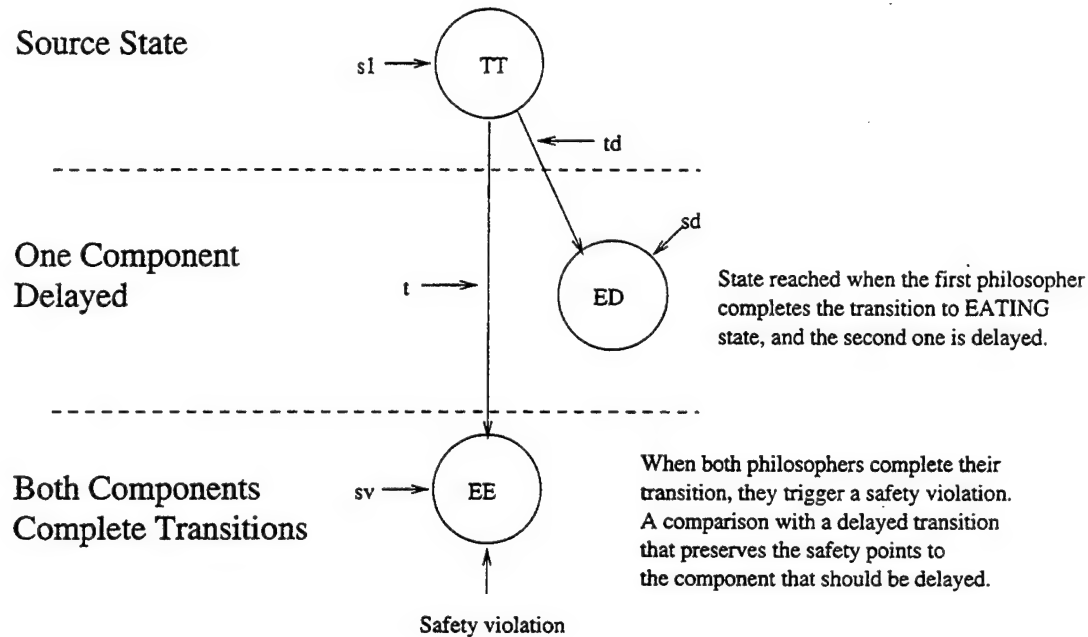 Source State
s1
TT
td
One Component
Delayed
t
sd
ED
State reached when the first philosopher
completes the transition to EATING
state, and the second one is delayed.
Both Components
Complete Transitions
sv
EE
When both philosophers complete their
transition, they trigger a safety violation.
A comparison with a delayed transition
that preserves the safety points to
the component that should be delayed.
Safety violation